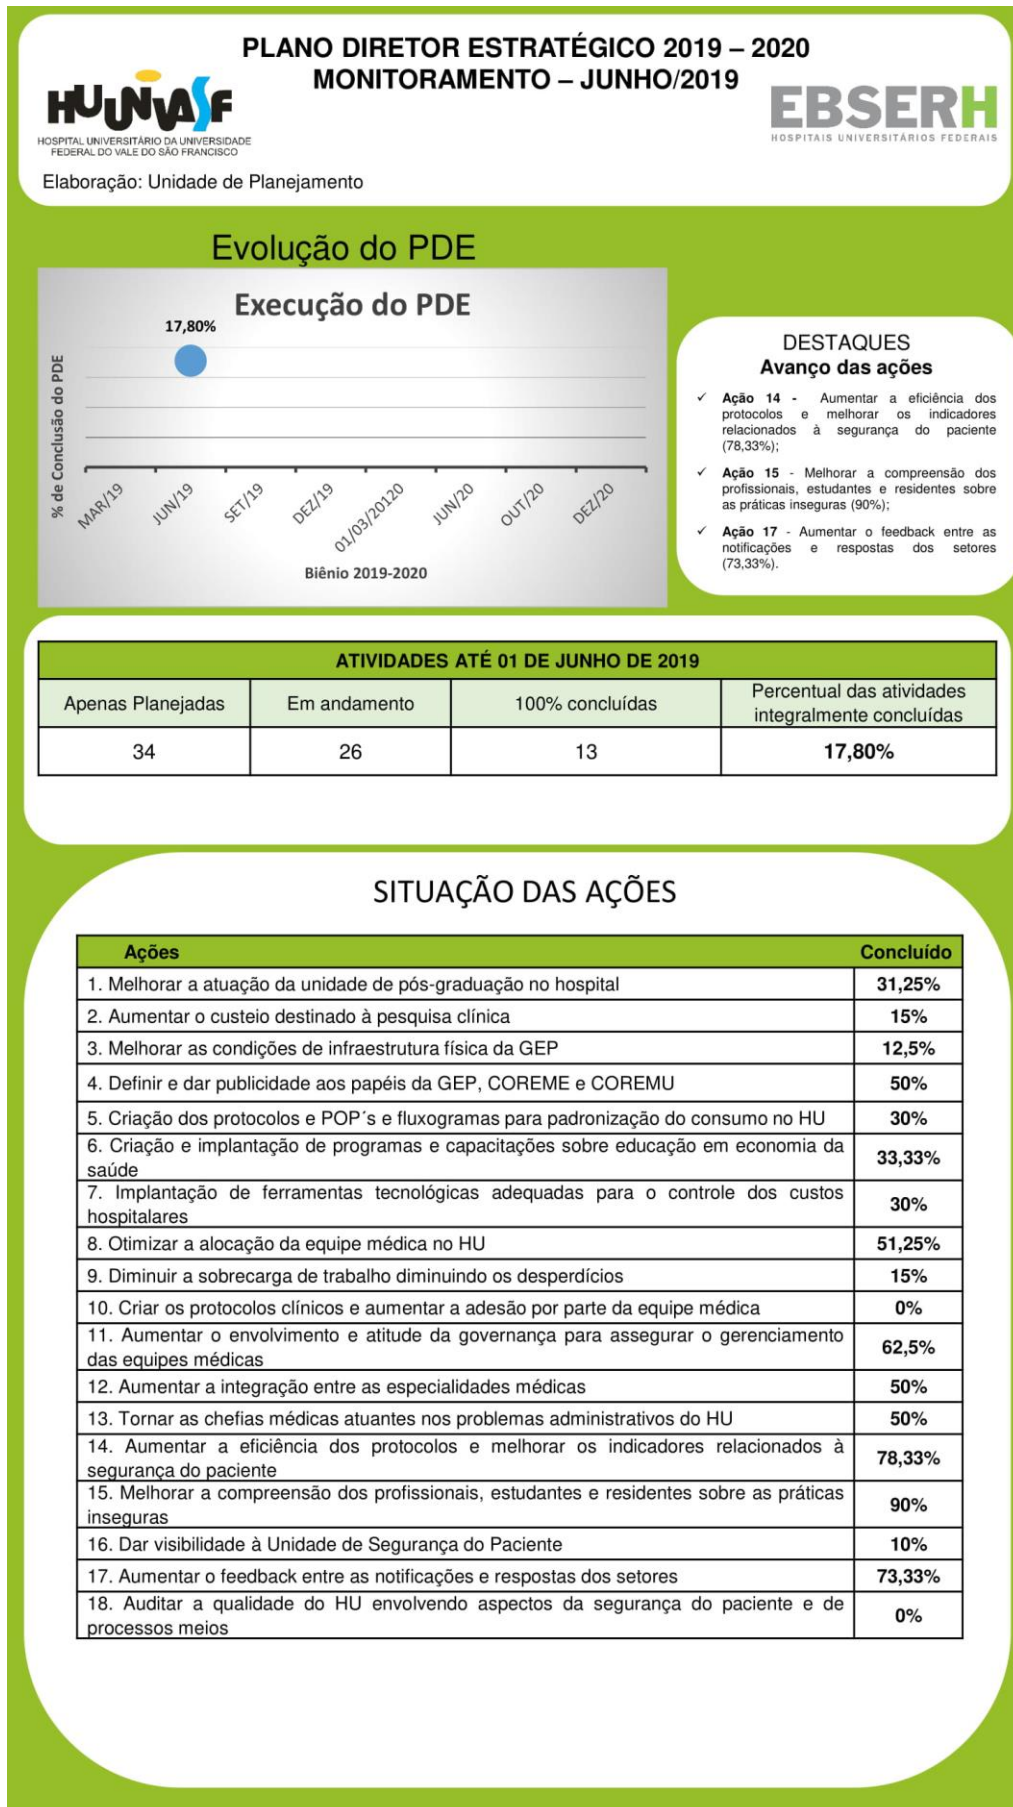 PLANO DIRETOR ESTRATÉGICO 2019 – 2020
MONITORAMENTO – JUNHO/2019
HUUNIVASF
HOSPITAL UNIVERSITÁRIO DA UNIVERSIDADE
FEDERAL DO VALE DO SÃO FRANCISCO
EBSERH
HOSPITAIS UNIVERSITÁRIOS FEDERAIS
Elaboração: Unidade de Planejamento
Evolução do PDE
Execução do PDE
17,80%
% de Conclusão do PDE
MAR/19
JUN/19
SET/19
DEZ/19
01/03/20120
JUN/20
OUT/20
DEZ/20
Biênio 2019-2020
DESTAQUES
Avanço das ações
✓ Ação 14 - Aumentar a eficiência dos
protocolos e melhorar os indicadores
relacionados à segurança do paciente
(78,33%);
✓ Ação 15 - Melhorar a compreensão dos
profissionais, estudantes e residentes sobre
as práticas inseguras (90%);
✓ Ação 17 - Aumentar o feedback entre as
notificações e respostas dos setores
(73,33%).
ATIVIDADES ATÉ 01 DE JUNHO DE 2019
Apenas Planejadas
Em andamento
100% concluídas
Percentual das atividades
integralmente concluídas
34
26
13
17,80%
SITUAÇÃO DAS AÇÕES
Ações Concluído
1. Melhorar a atuação da unidade de pós-graduação no hospital 31,25%
2. Aumentar o custeio destinado à pesquisa clínica 15%
3. Melhorar as condições de infraestrutura física da GEP 12,5%
4. Definir e dar publicidade aos papéis da GEP, COREME e COREMU 50%
5. Criação dos protocolos e POP´s e fluxogramas para padronização do consumo no HU 30%
6. Criação e implantação de programas e capacitações sobre educação em economia da
saúde 33,33%
7. Implantação de ferramentas tecnológicas adequadas para o controle dos custos
hospitalares 30%
8. Otimizar a alocação da equipe médica no HU 51,25%
9. Diminuir a sobrecarga de trabalho diminuindo os desperdícios 15%
10. Criar os protocolos clínicos e aumentar a adesão por parte da equipe médica 0%
11. Aumentar o envolvimento e atitude da governança para assegurar o gerenciamento
das equipes médicas 62,5%
12. Aumentar a integração entre as especialidades médicas 50%
13. Tornar as chefias médicas atuantes nos problemas administrativos do HU 50%
14. Aumentar a eficiência dos protocolos e melhorar os indicadores relacionados à
segurança do paciente 78,33%
15. Melhorar a compreensão dos profissionais, estudantes e residentes sobre as práticas
inseguras 90%
16. Dar visibilidade à Unidade de Segurança do Paciente 10%
17. Aumentar o feedback entre as notificações e respostas dos setores 73,33%
18. Auditar a qualidade do HU envolvendo aspectos da segurança do paciente e de
processos meios 0%